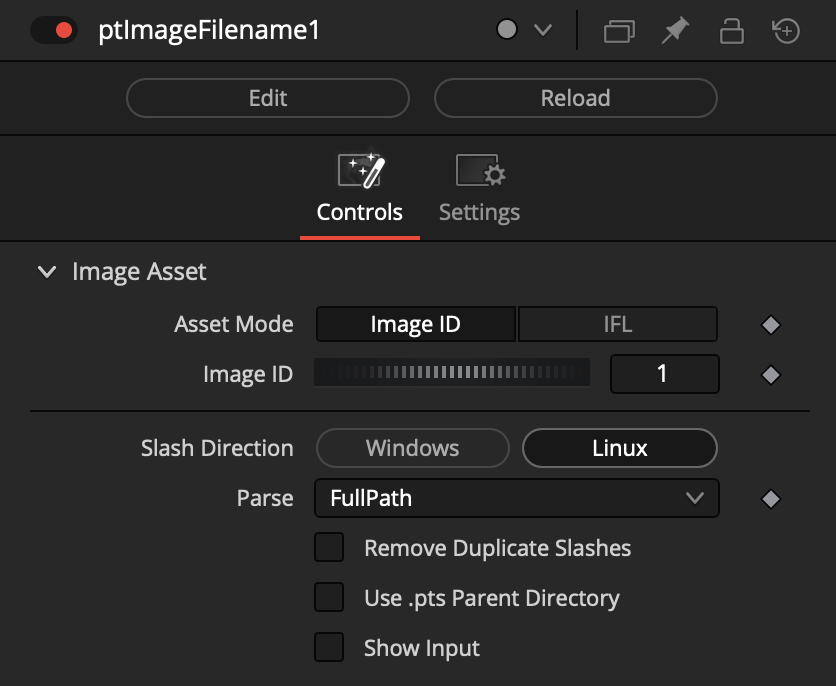 ptImageFilename1
Edit Reload
Controls Settings
Image Asset
Asset Mode Image ID IFL
Image ID 1
Slash Direction Windows Linux
Parse FullPath
Remove Duplicate Slashes
Use .pts Parent Directory
Show Input